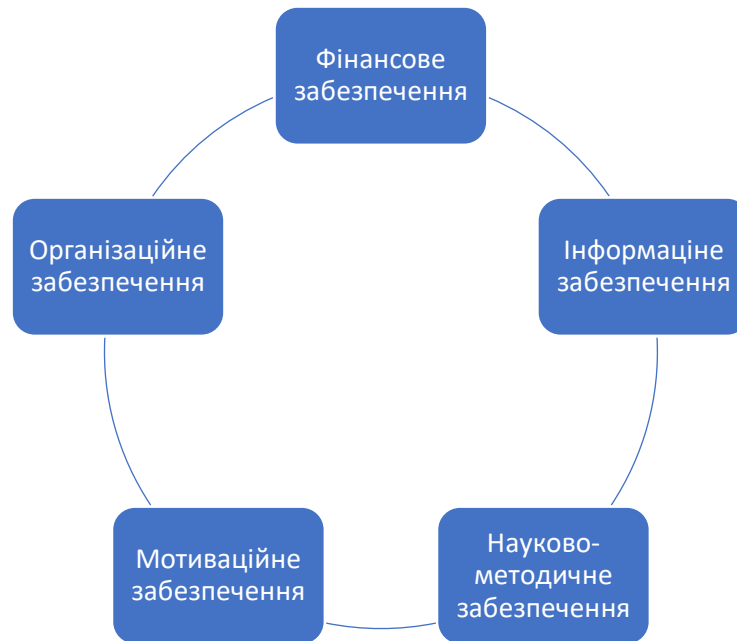 Фінансове
забезпечення
Інформаціне
забезпечення
Науково-
методичне
забезпечення
Мотиваційне
забезпечення
Організаційне
забезпечення